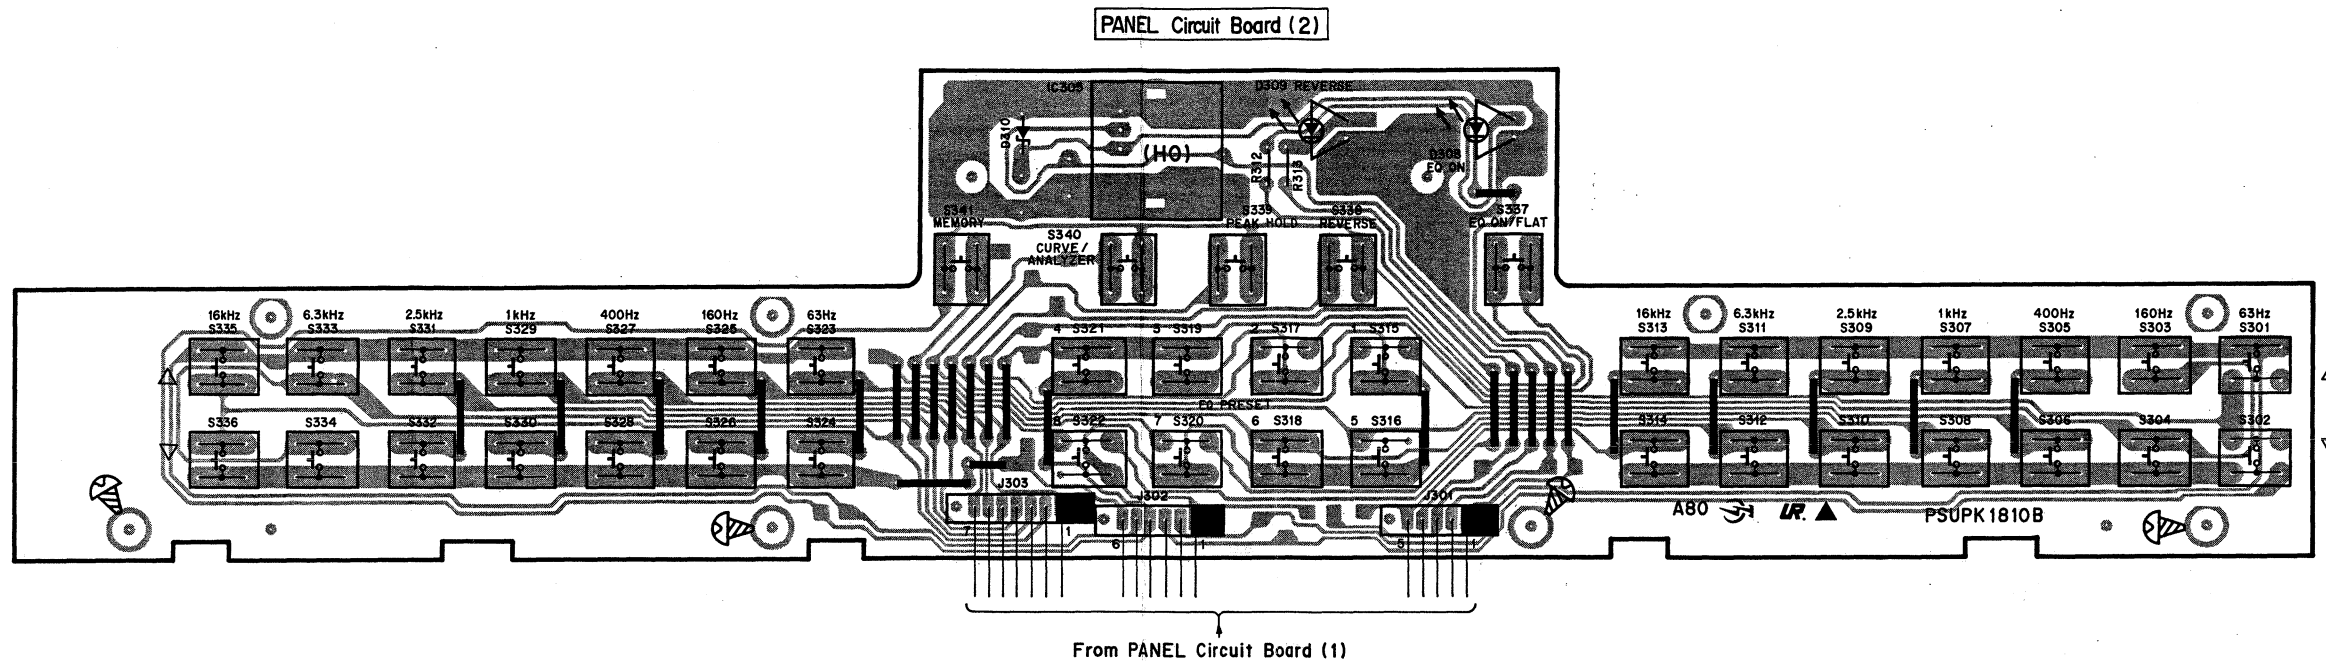 PANEL Circuit Board (2)
IC305
D309 REVERSE
D310
(HO)
R312
R313
D308
EQ ON
S341
MEMORY
S340
CURVE/
ANALYZER
S339
PEAK HOLD
S338
REVERSE
S337
EQ ON/FLAT
16kHz 6.3kHz 2.5kHz 1kHz 400Hz 160Hz 63Hz
S335 S333 S331 S329 S327 S325 S323
4 S321 3 S319 2 S317 1 S315
16kHz 6.3kHz 2.5kHz 1kHz 400Hz 160Hz 63Hz
S313 S311 S309 S307 S305 S303 S301
EQ PRESET
S336 S334 S332 S330 S328 S326 S324
8 S322 7 S320 6 S318 5 S316
S314 S312 S310 S308 S306 S304 S302
J303 J302 J301
7 1 6 1 5 1
A80 PSUPK1810B
From PANEL Circuit Board (1)